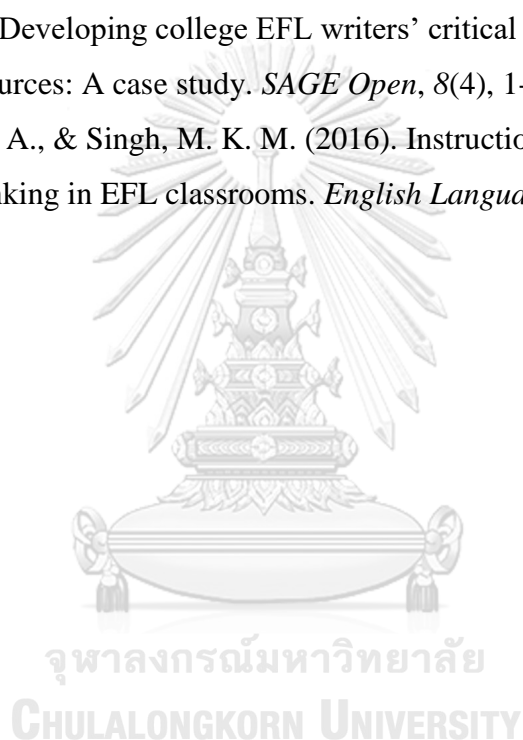 Developing college EFL writers’ critical
ources: A case study. SAGE Open, 8(4), 1-
A., & Singh, M. K. M. (2016). Instructio
nking in EFL classrooms. English Langua
จุฬาลงกรณ์มหาวิทยาลัย
CHULALONGKORN UNIVERSITY